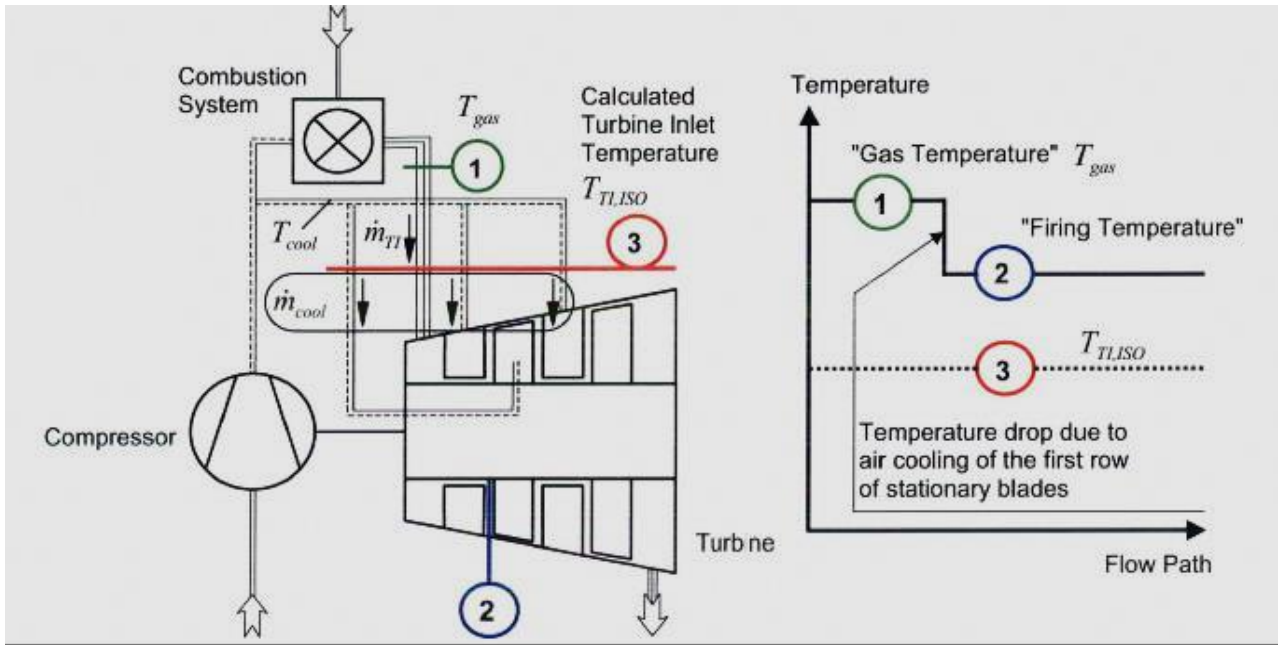 Combustion
System
T_gas
1
Calculated
Turbine Inlet
Temperature
T_TI,ISO
3
T_cool
ṁ_TI
ṁ_cool
Compressor
Turb ne
2
Temperature
"Gas Temperature" T_gas
1
"Firing Temperature"
2
T_TI,ISO
3
Temperature drop due to
air cooling of the first row
of stationary blades
Flow Path